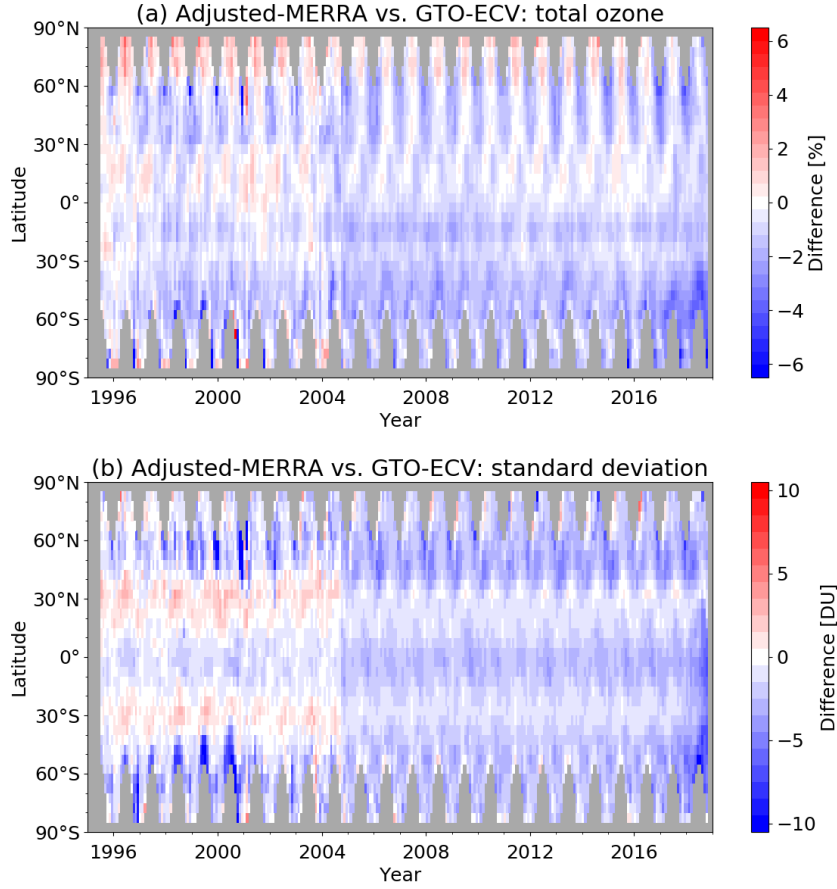 (a) Adjusted-MERRA vs. GTO-ECV: total ozone
90°N
60°N
30°N
0°
30°S
60°S
90°S
Latitude
1996 2000 2004 2008 2012 2016
Year
6
4
2
0
−2
−4
−6
Difference [%]
(b) Adjusted-MERRA vs. GTO-ECV: standard deviation
90°N
60°N
30°N
0°
30°S
60°S
90°S
Latitude
1996 2000 2004 2008 2012 2016
Year
10
5
0
−5
−10
Difference [DU]